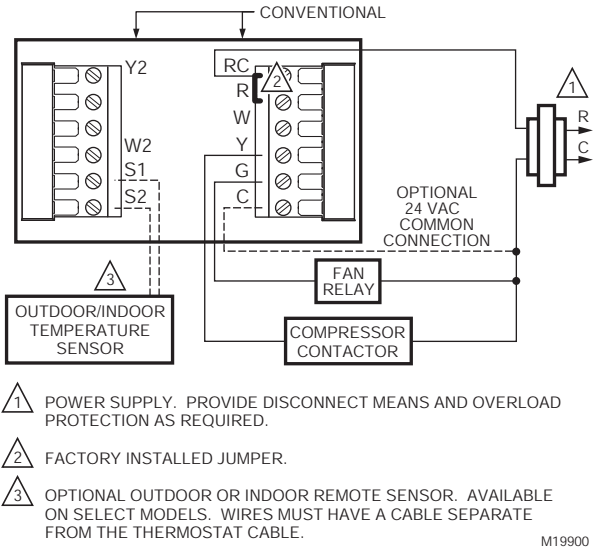 CONVENTIONAL
Y2
W2
S1
S2
RC
R
W
Y
G
C
2
1
R
C
OPTIONAL
24 VAC
COMMON
CONNECTION
3
FAN
RELAY
OUTDOOR/INDOOR
TEMPERATURE
SENSOR
COMPRESSOR
CONTACTOR
1 POWER SUPPLY. PROVIDE DISCONNECT MEANS AND OVERLOAD
PROTECTION AS REQUIRED.
2 FACTORY INSTALLED JUMPER.
3 OPTIONAL OUTDOOR OR INDOOR REMOTE SENSOR. AVAILABLE
ON SELECT MODELS. WIRES MUST HAVE A CABLE SEPARATE
FROM THE THERMOSTAT CABLE.
M19900